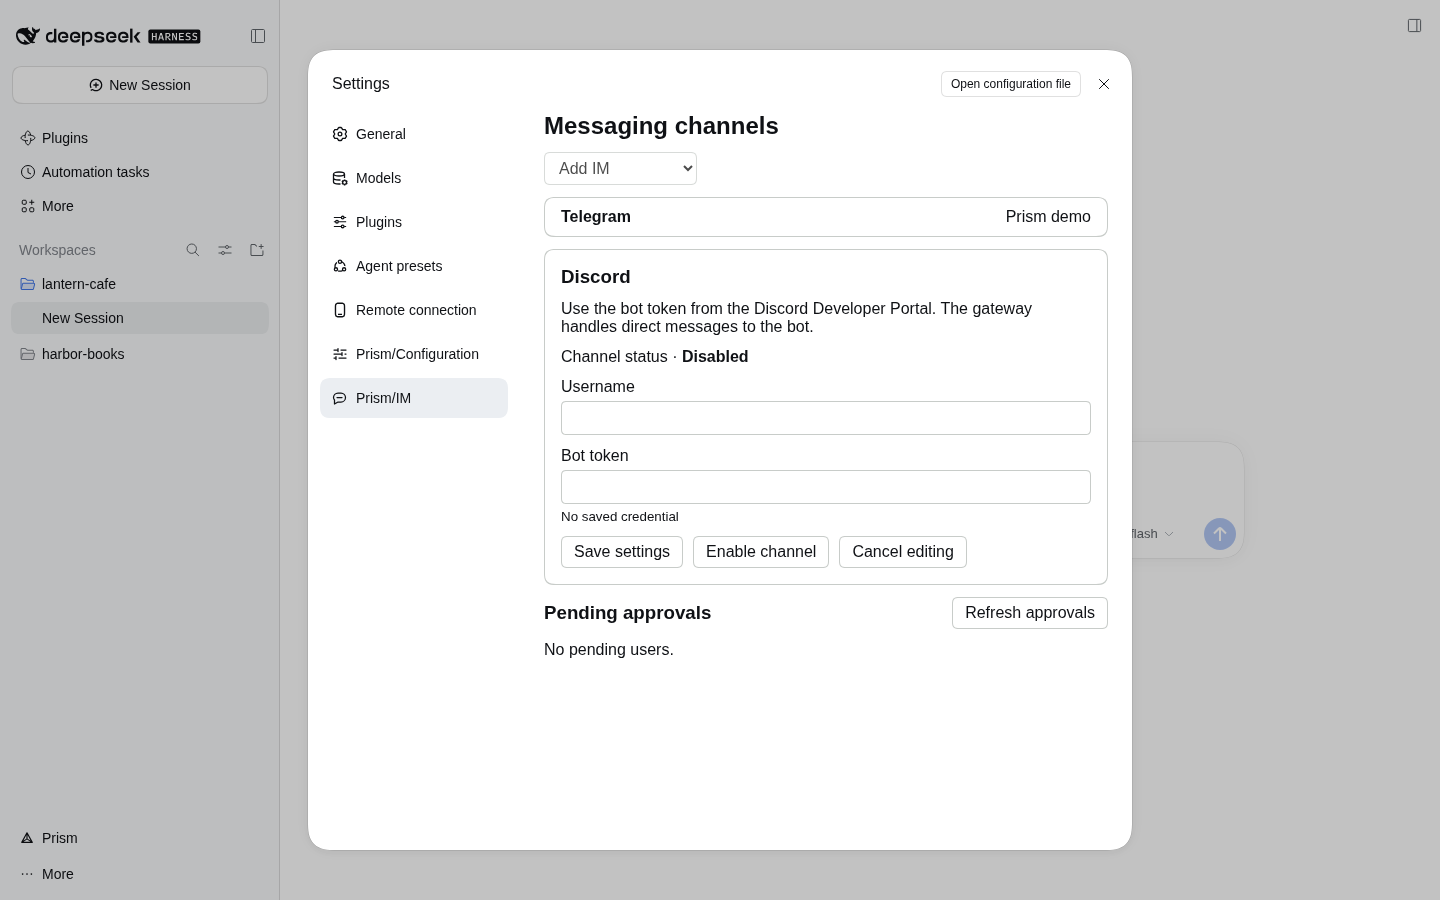 deepseek HARNESS
New Session
Plugins
Automation tasks
More
Workspaces
lantern-cafe
New Session
harbor-books
Prism
More
Settings
Open configuration file
General
Models
Plugins
Agent presets
Remote connection
Prism/Configuration
Prism/IM
Messaging channels
Add IM
Telegram
Prism demo
Discord
Use the bot token from the Discord Developer Portal. The gateway
handles direct messages to the bot.
Channel status · Disabled
Username
Bot token
No saved credential
Save settings
Enable channel
Cancel editing
Pending approvals
Refresh approvals
No pending users.
flash